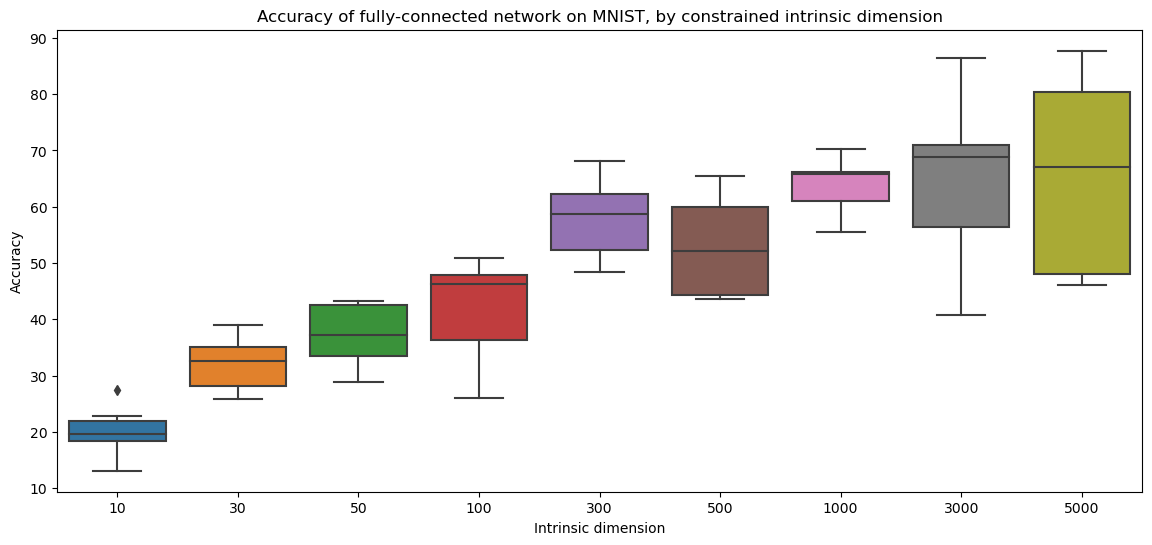 Accuracy of fully-connected network on MNIST, by constrained intrinsic dimension
90
80
70
60
50
40
30
20
10
Accuracy
10 30 50 100 300 500 1000 3000 5000
Intrinsic dimension